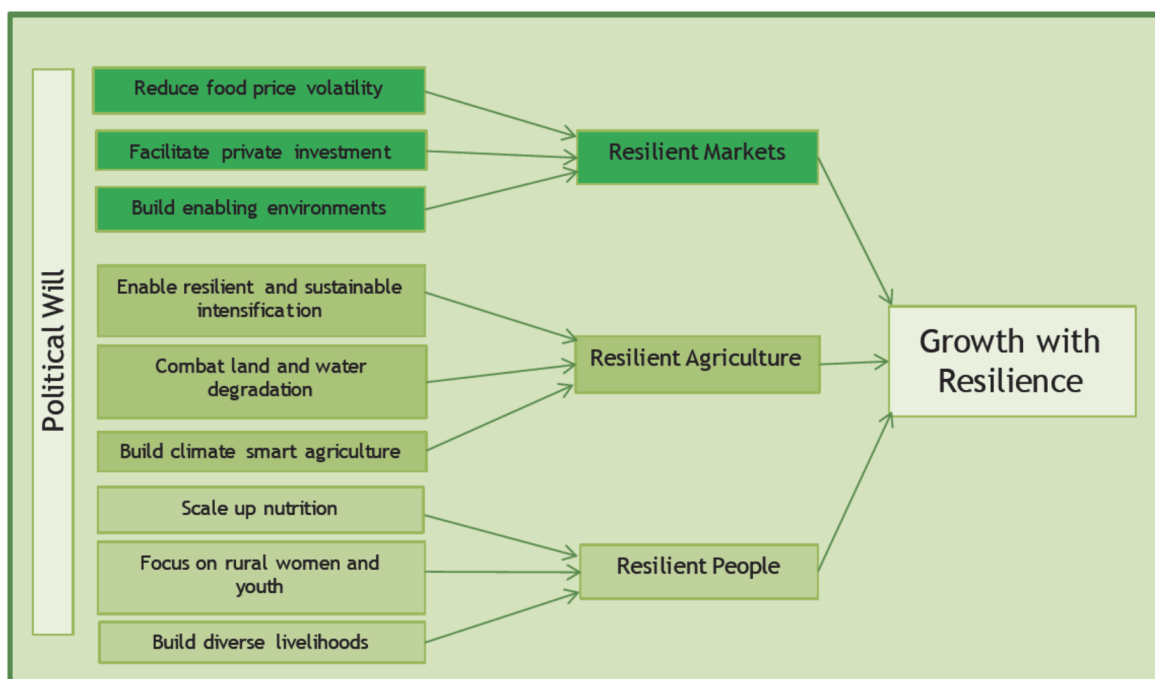 Political Will
Reduce food price volatility
Facilitate private investment
Build enabling environments
Enable resilient and sustainable
intensification
Combat land and water
degradation
Build climate smart agriculture
Scale up nutrition
Focus on rural women and
youth
Build diverse livelihoods
Resilient Markets
Resilient Agriculture
Resilient People
Growth with
Resilience